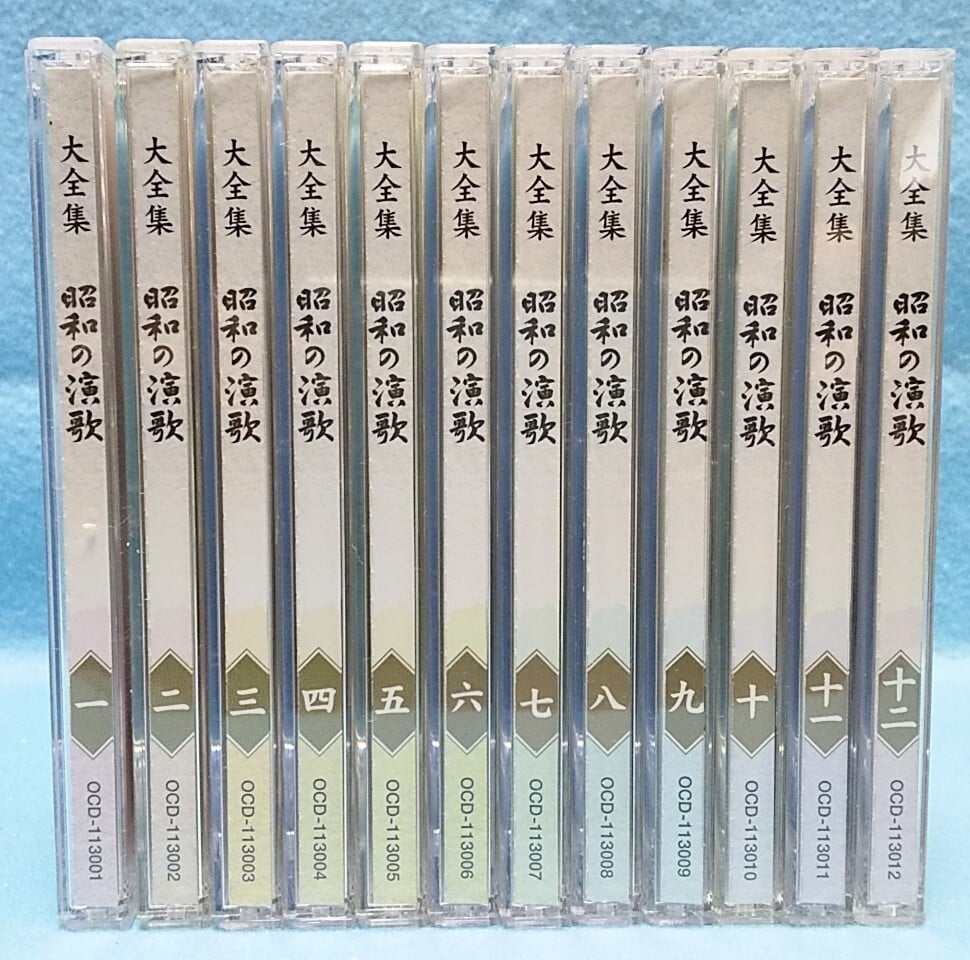 大全集 昭和の演歌 一 OCD-113001
大全集 昭和の演歌 二 OCD-113002
大全集 昭和の演歌 三 OCD-113003
大全集 昭和の演歌 四 OCD-113004
大全集 昭和の演歌 五 OCD-113005
大全集 昭和の演歌 六 OCD-113006
大全集 昭和の演歌 七 OCD-113007
大全集 昭和の演歌 八 OCD-113008
大全集 昭和の演歌 九 OCD-113009
大全集 昭和の演歌 十 OCD-113010
大全集 昭和の演歌 十一 OCD-113011
大全集 昭和の演歌 十二 OCD-113012